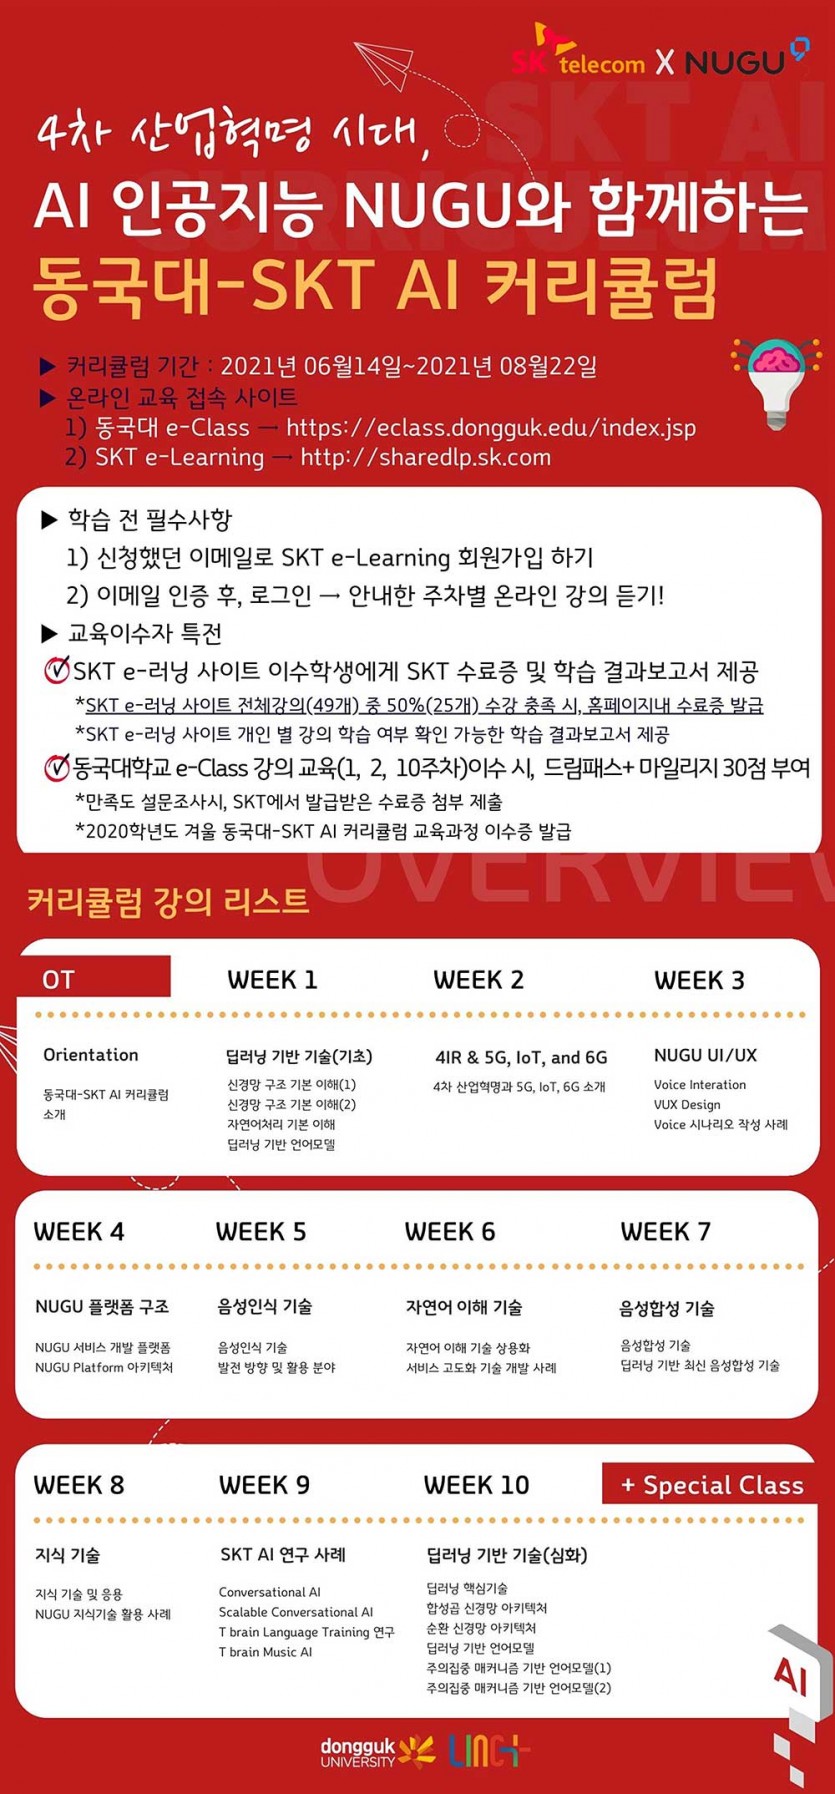 SK telecom X NUGU
SKT AI
CURRICULUM
4차 산업혁명 시대,
AI 인공지능 NUGU와 함께하는
동국대-SKT AI 커리큘럼
▶ 커리큘럼 기간 : 2021년 06월14일~2021년 08월22일
▶ 온라인 교육 접속 사이트
1) 동국대 e-Class → https://eclass.dongguk.edu/index.jsp
2) SKT e-Learning → http://sharedlp.sk.com
▶ 학습 전 필수사항
1) 신청했던 이메일로 SKT e-Learning 회원가입 하기
2) 이메일 인증 후, 로그인 → 안내한 주차별 온라인 강의 듣기!
▶ 교육이수자 특전
SKT e-러닝 사이트 이수학생에게 SKT 수료증 및 학습 결과보고서 제공
*SKT e-러닝 사이트 전체강의(49개) 중 50%(25개) 수강 충족 시, 홈페이지내 수료증 발급
*SKT e-러닝 사이트 개인 별 강의 학습 여부 확인 가능한 학습 결과보고서 제공
동국대학교 e-Class 강의 교육(1, 2, 10주차)이수 시, 드림패스+ 마일리지 30점 부여
*만족도 설문조사시, SKT에서 발급받은 수료증 첨부 제출
*2020학년도 겨울 동국대-SKT AI 커리큘럼 교육과정 이수증 발급
OVERVIEW
커리큘럼 강의 리스트
OT
Orientation
동국대-SKT AI 커리큘럼
소개
WEEK 1
딥러닝 기반 기술(기초)
신경망 구조 기본 이해(1)
신경망 구조 기본 이해(2)
자연어처리 기본 이해
딥러닝 기반 언어모델
WEEK 2
4IR & 5G, IoT, and 6G
4차 산업혁명과 5G, IoT, 6G 소개
WEEK 3
NUGU UI/UX
Voice Interation
VUX Design
Voice 시나리오 작성 사례
WEEK 4
NUGU 플랫폼 구조
NUGU 서비스 개발 플랫폼
NUGU Platform 아키텍처
WEEK 5
음성인식 기술
음성인식 기술
발전 방향 및 활용 분야
WEEK 6
자연어 이해 기술
자연어 이해 기술 상용화
서비스 고도화 기술 개발 사례
WEEK 7
음성합성 기술
음성합성 기술
딥러닝 기반 최신 음성합성 기술
WEEK 8
지식 기술
지식 기술 및 응용
NUGU 지식기술 활용 사례
WEEK 9
SKT AI 연구 사례
Conversational AI
Scalable Conversational AI
T brain Language Training 연구
T brain Music AI
WEEK 10
딥러닝 기반 기술(심화)
딥러닝 핵심기술
합성곱 신경망 아키텍처
순환 신경망 아키텍처
딥러닝 기반 언어모델
주의집중 매커니즘 기반 언어모델(1)
주의집중 매커니즘 기반 언어모델(2)
+ Special Class
AI
dongguk
UNIVERSITY
LINC+